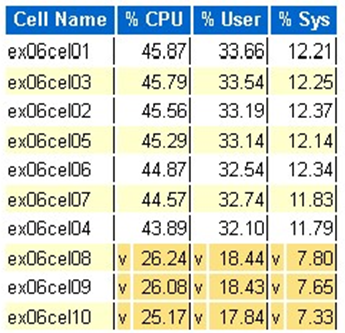 Cell Name % CPU % User % Sys
ex06cel01 45.87 33.66 12.21
ex06cel03 45.79 33.54 12.25
ex06cel02 45.56 33.19 12.37
ex06cel05 45.29 33.14 12.14
ex06cel06 44.87 32.54 12.34
ex06cel07 44.57 32.74 11.83
ex06cel04 43.89 32.10 11.79
ex06cel08 v 26.24 v 18.44 v 7.80
ex06cel09 v 26.08 v 18.43 v 7.65
ex06cel10 v 25.17 v 17.84 v 7.33